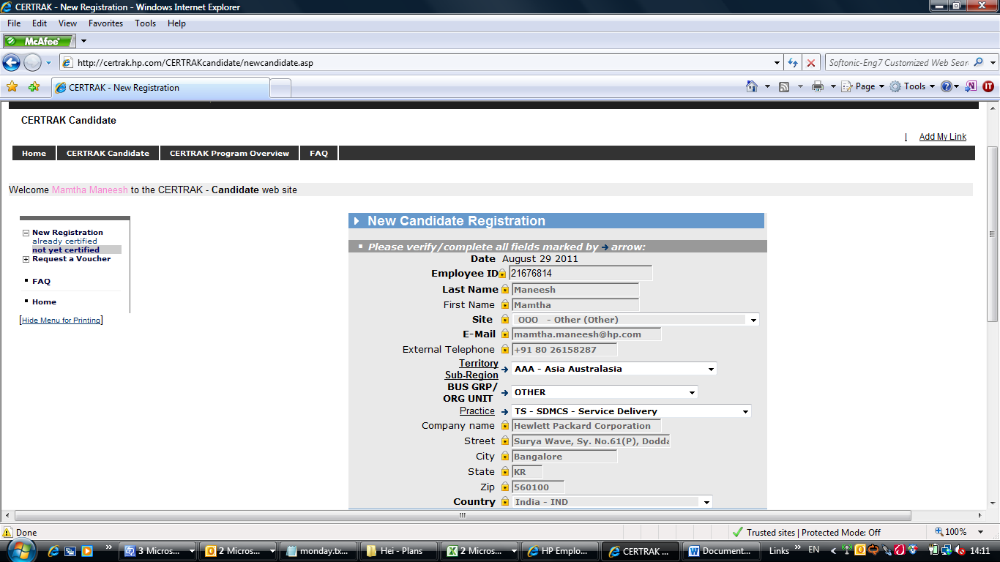 CERTRAK - New Registration - Windows Internet Explorer
File Edit View Favorites Tools Help
McAfee
http://certrak.hp.com/CERTRAKcandidate/newcandidate.asp Softonic-Eng7 Customized Web Sear
CERTRAK - New Registration Page Tools
CERTRAK Candidate
| Add My Link
Home CERTRAK Candidate CERTRAK Program Overview FAQ
Welcome Mamtha Maneesh to the CERTRAK - Candidate web site
New Registration
already certified
not yet certified
Request a Voucher
FAQ
Home
[Hide Menu for Printing]
New Candidate Registration
Please verify/complete all fields marked by arrow:
Date August 29 2011
Employee ID 21676814
Last Name Maneesh
First Name Mamtha
Site OOO - Other (Other)
E-Mail mamtha.maneesh@hp.com
External Telephone +91 80 26158287
Territory
Sub-Region AAA - Asia Australasia
BUS GRP/
ORG UNIT OTHER
Practice TS - SDMCS - Service Delivery
Company name Hewlett Packard Corporation
Street Surya Wave, Sy. No.61(P), Dodda
City Bangalore
State KR
Zip 560100
Country India - IND
Done Trusted sites | Protected Mode: Off 100%
3 Micros... 2 Micros... monday.tx... Hei - Plans 2 Micros... HP Emplo... CERTRAK ... Document... Links EN 14:11